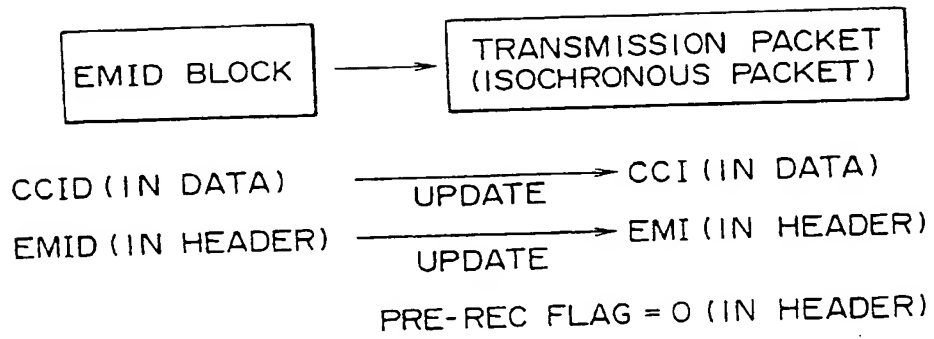 EMID BLOCK
TRANSMISSION PACKET
(ISOCHRONOUS PACKET)
CCID (IN DATA)
UPDATE
CCI (IN DATA)
EMID (IN HEADER)
UPDATE
EMI (IN HEADER)
PRE-REC FLAG = 0 (IN HEADER)